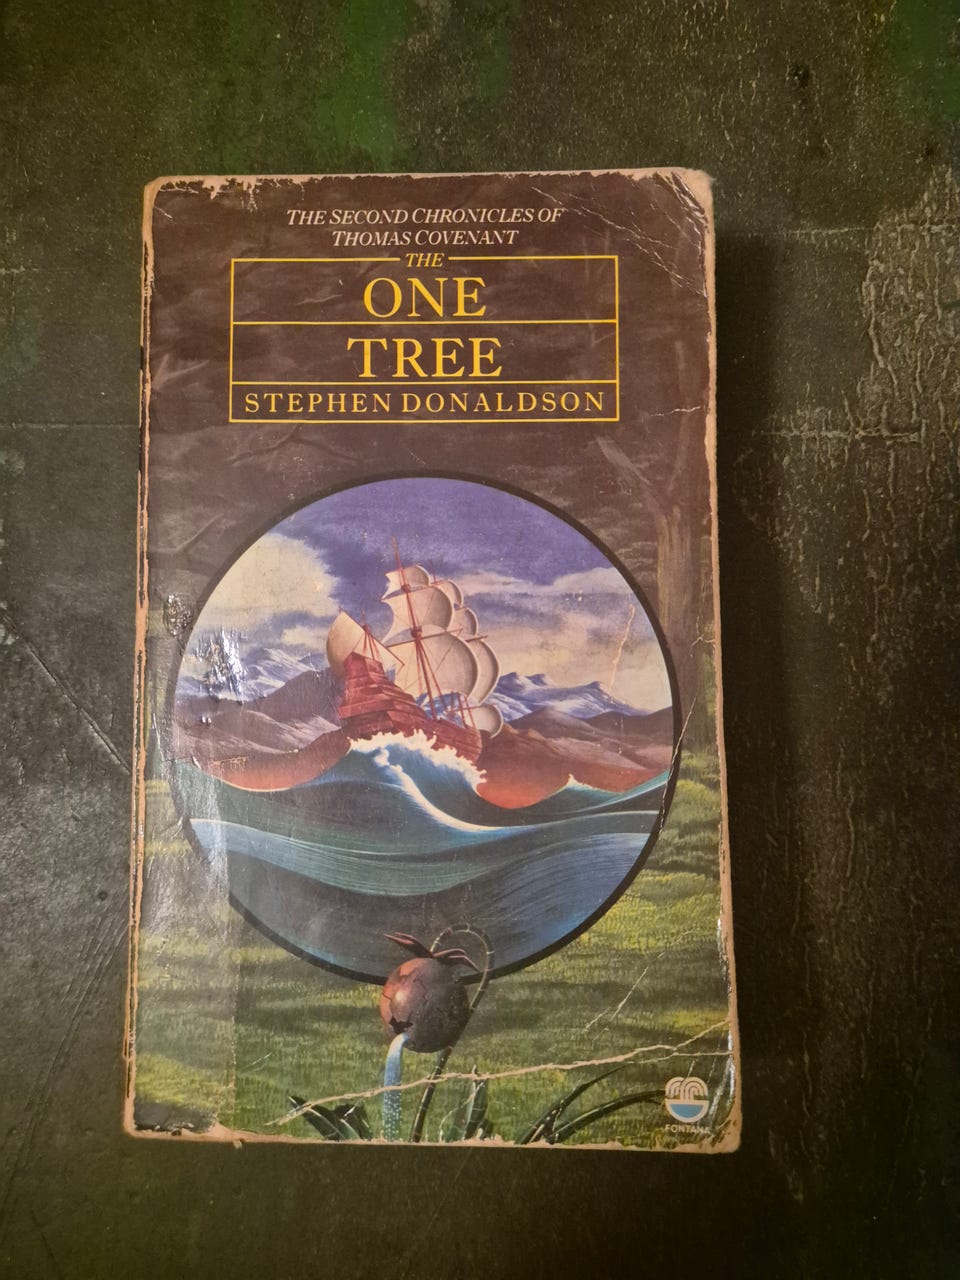 THE SECOND CHRONICLES OF
THOMAS COVENANT
THE
ONE
TREE
STEPHEN DONALDSON
FONTANA